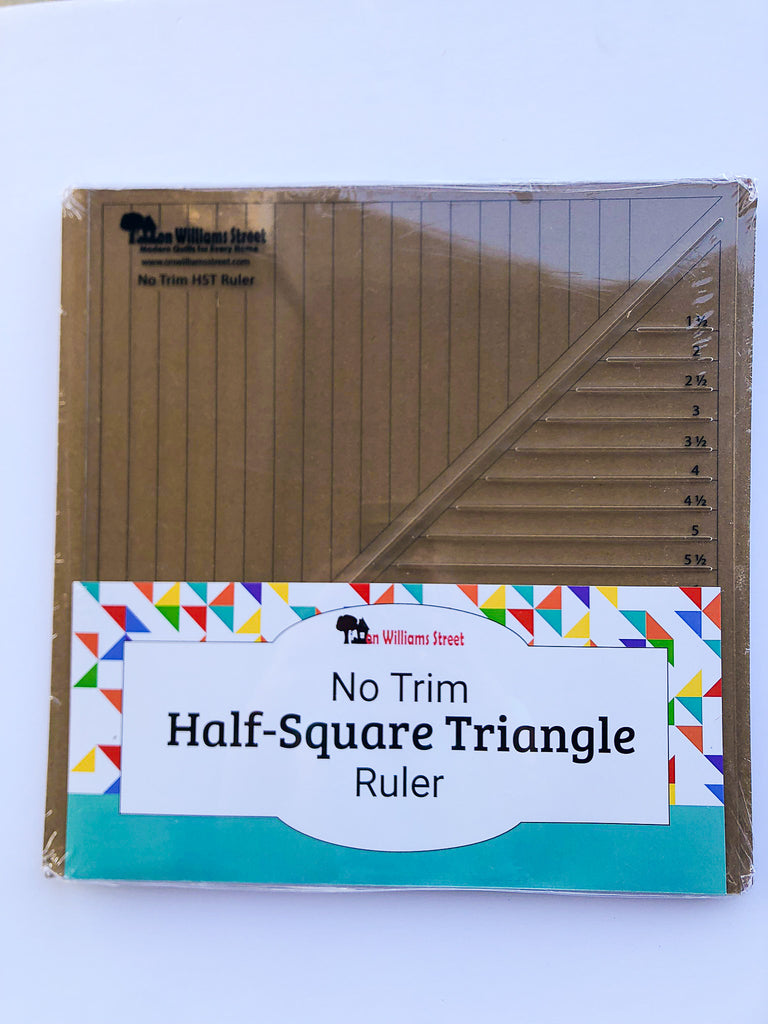 on Williams Street
Modern Quilts for Every Home
www.onwilliamsstreet.com
No Trim HST Ruler
1 ½
2
2 ½
3
3 ½
4
4 ½
5
5 ½
on Williams Street
No Trim
Half-Square Triangle
Ruler